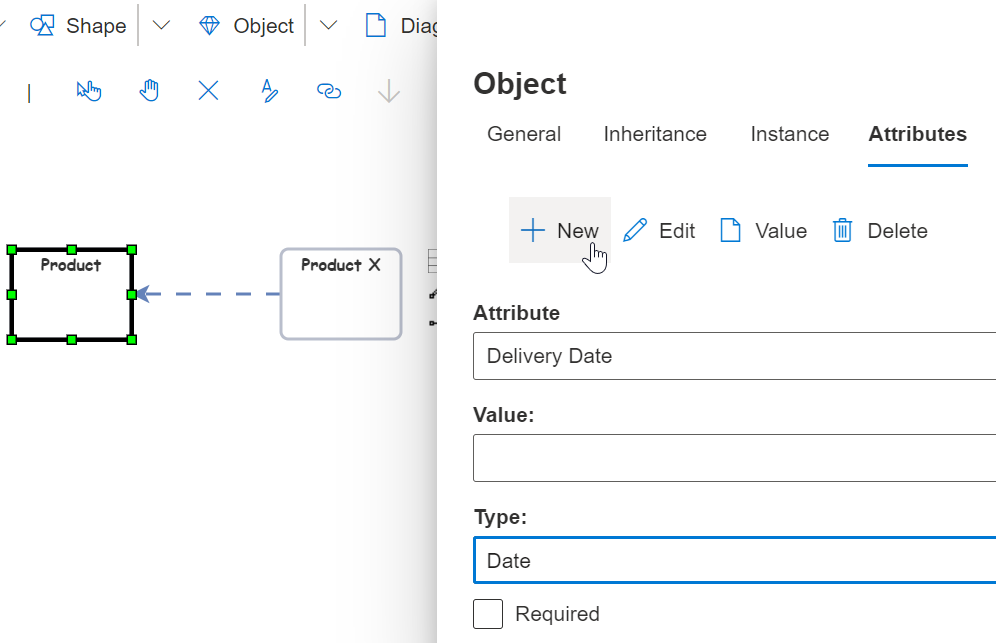 Shape Object Diag
Product
Product X
Object
General Inheritance Instance Attributes
New Edit Value Delete
Attribute
Delivery Date
Value:
Type:
Date
Required